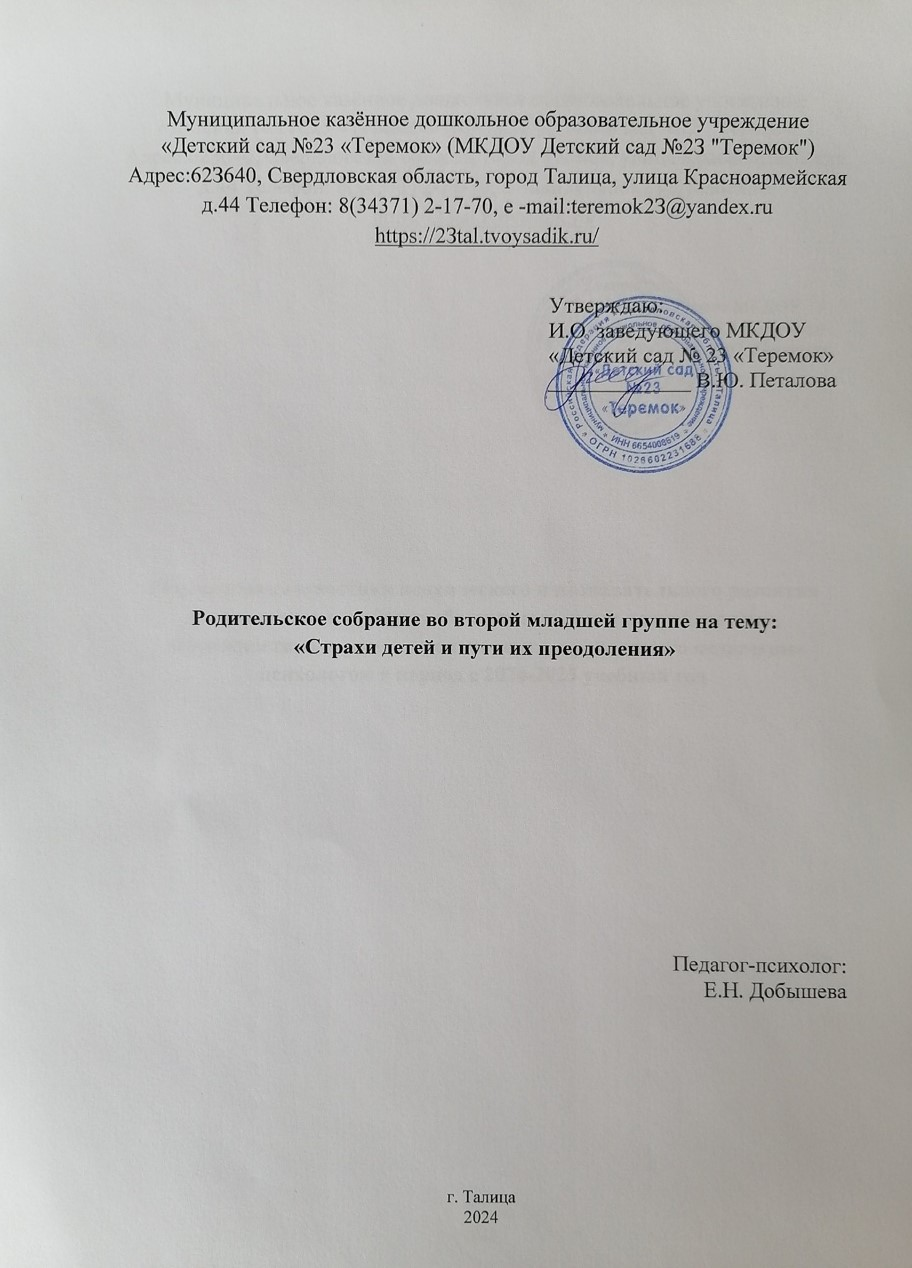 Муниципальное казённое дошкольное образовательное учреждение
«Детский сад №23 «Теремок» (МКДОУ Детский сад №23 "Теремок")
Адрес:623640, Свердловская область, город Талица, улица Красноармейская
д.44 Телефон: 8(34371) 2-17-70, e -mail:teremok23@yandex.ru
https://23tal.tvoysadik.ru/
Утверждаю:
И.О. заведующего МКДОУ
«Детский сад № 23 «Теремок»
В.Ю. Петалова
«Детский сад
№23
«Теремок»
Родительское собрание во второй младшей группе на тему:
«Страхи детей и пути их преодоления»
Педагог-психолог:
Е.Н. Добышева
г. Талица
2024